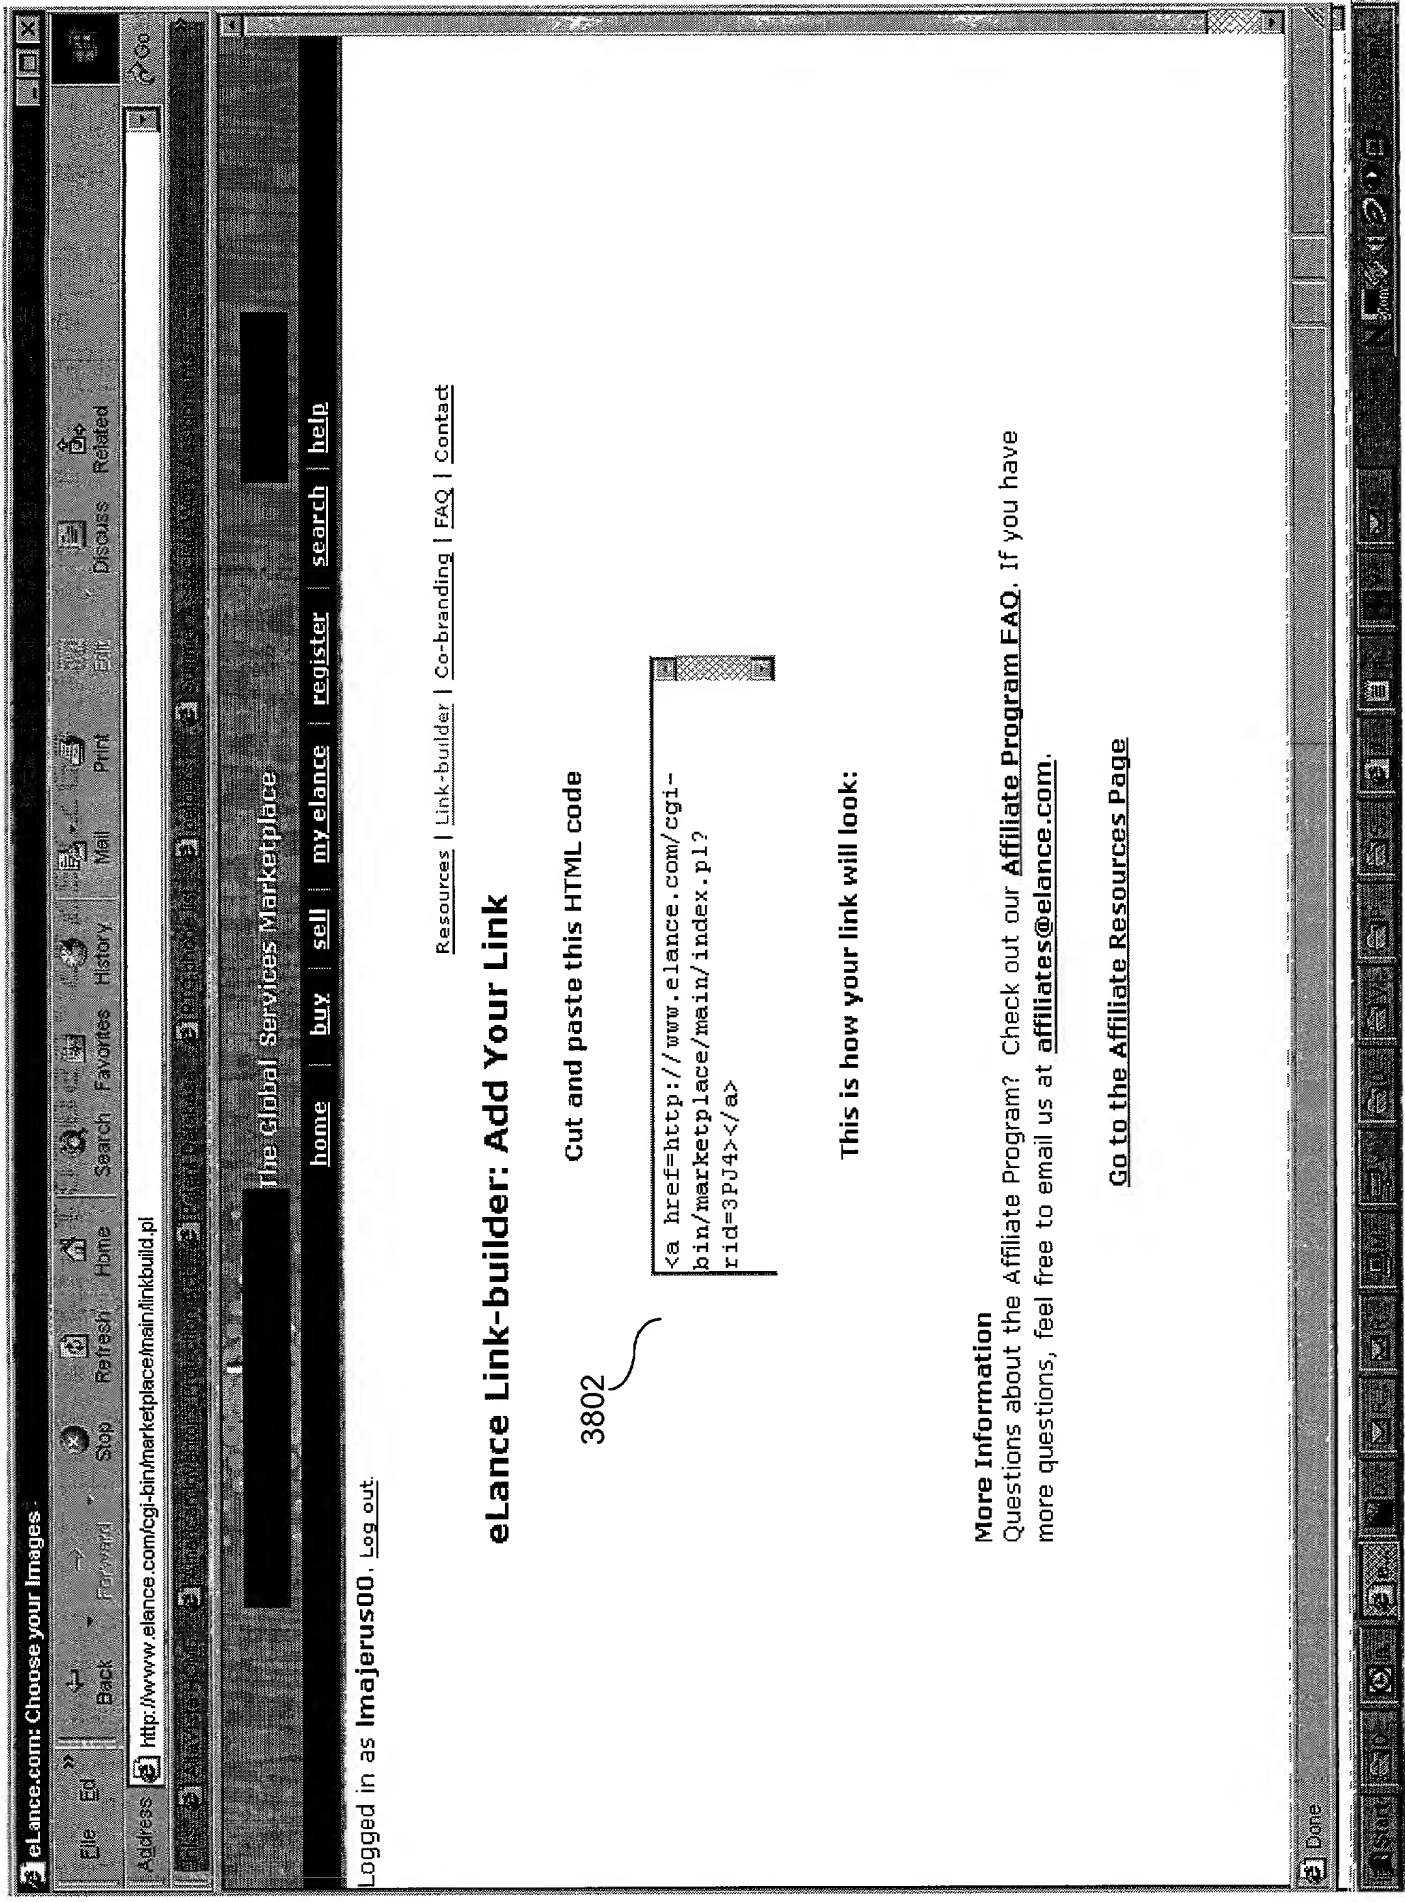 eLance.com: Choose your Images
File Ed »
Back Forward Stop Refresh Home Search Favorites History Mail Print Edit Discuss Related
Address http://www.elance.com/cgi-bin/marketplace/main/linkbuild.pl Go
The Global Services Marketplace
home | buy | sell | my elance | register | search | help
Logged in as lmajerus00. Log out.
Resources | Link-builder | Co-branding | FAQ | Contact
eLance Link-builder: Add Your Link
Cut and paste this HTML code
3802
<a href=http://www.elance.com/cgi-
bin/marketplace/main/index.pl?
rid=3PJ4></a>
This is how your link will look:
More Information
Questions about the Affiliate Program? Check out our Affiliate Program FAQ. If you have
more questions, feel free to email us at affiliates@elance.com.
Go to the Affiliate Resources Page
Done
Start